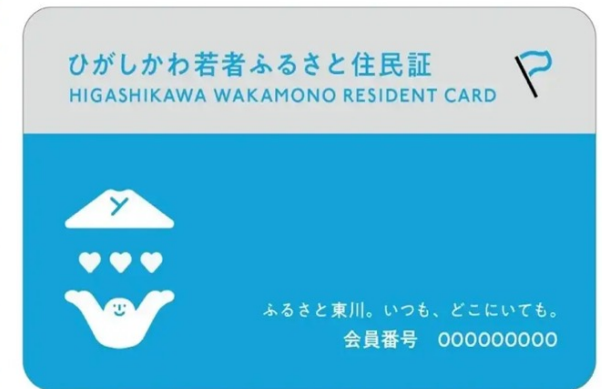 ひがしかわ若者ふるさと住民証
HIGASHIKAWA WAKAMONO RESIDENT CARD
ふるさと東川。いつも、どこにいても。
会員番号 000000000